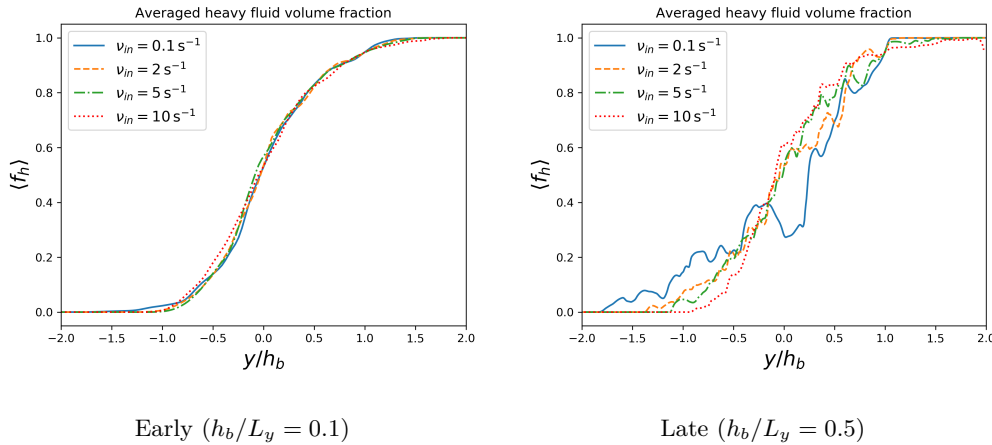 Averaged heavy fluid volume fraction
1.0
0.8
0.6
0.4
0.2
0.0
⟨f_h⟩
ν_in = 0.1 s⁻¹
ν_in = 2 s⁻¹
ν_in = 5 s⁻¹
ν_in = 10 s⁻¹
−2.0 −1.5 −1.0 −0.5 0.0 0.5 1.0 1.5 2.0
y/h_b
Early (h_b/L_y = 0.1)
Averaged heavy fluid volume fraction
1.0
0.8
0.6
0.4
0.2
0.0
⟨f_h⟩
ν_in = 0.1 s⁻¹
ν_in = 2 s⁻¹
ν_in = 5 s⁻¹
ν_in = 10 s⁻¹
−2.0 −1.5 −1.0 −0.5 0.0 0.5 1.0 1.5 2.0
y/h_b
Late (h_b/L_y = 0.5)